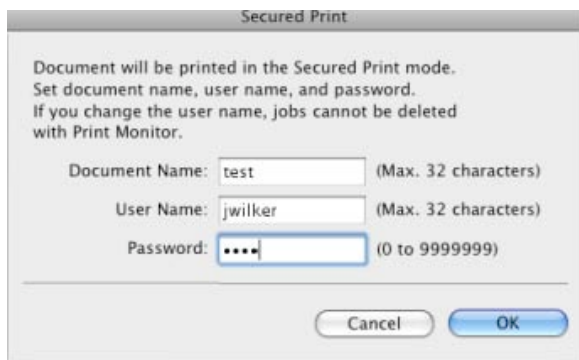 Secured Print
Document will be printed in the Secured Print mode.
Set document name, user name, and password.
If you change the user name, jobs cannot be deleted
with Print Monitor.
Document Name: test (Max. 32 characters)
User Name: jwilker (Max. 32 characters)
Password: •••• (0 to 9999999)
Cancel OK